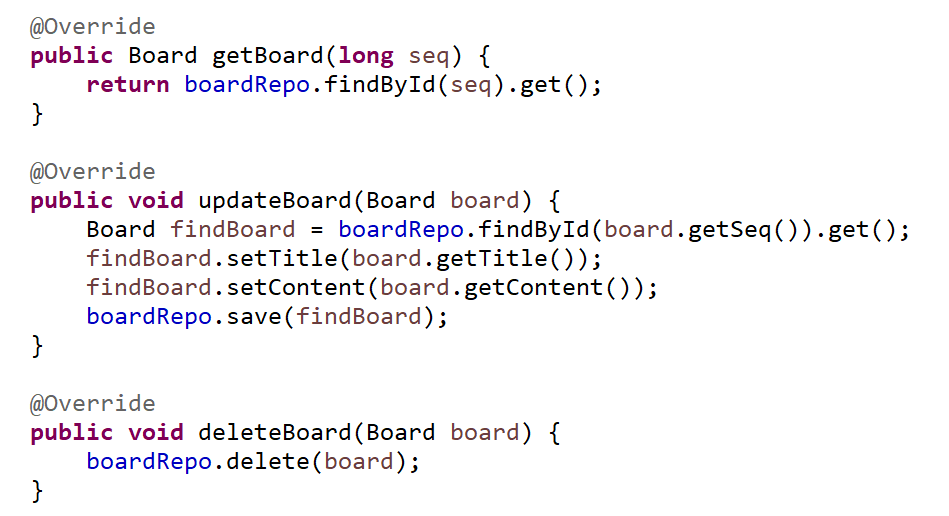 @Override
public Board getBoard(long seq) {
    return boardRepo.findById(seq).get();
}

@Override
public void updateBoard(Board board) {
    Board findBoard = boardRepo.findById(board.getSeq()).get();
    findBoard.setTitle(board.getTitle());
    findBoard.setContent(board.getContent());
    boardRepo.save(findBoard);
}

@Override
public void deleteBoard(Board board) {
    boardRepo.delete(board);
}